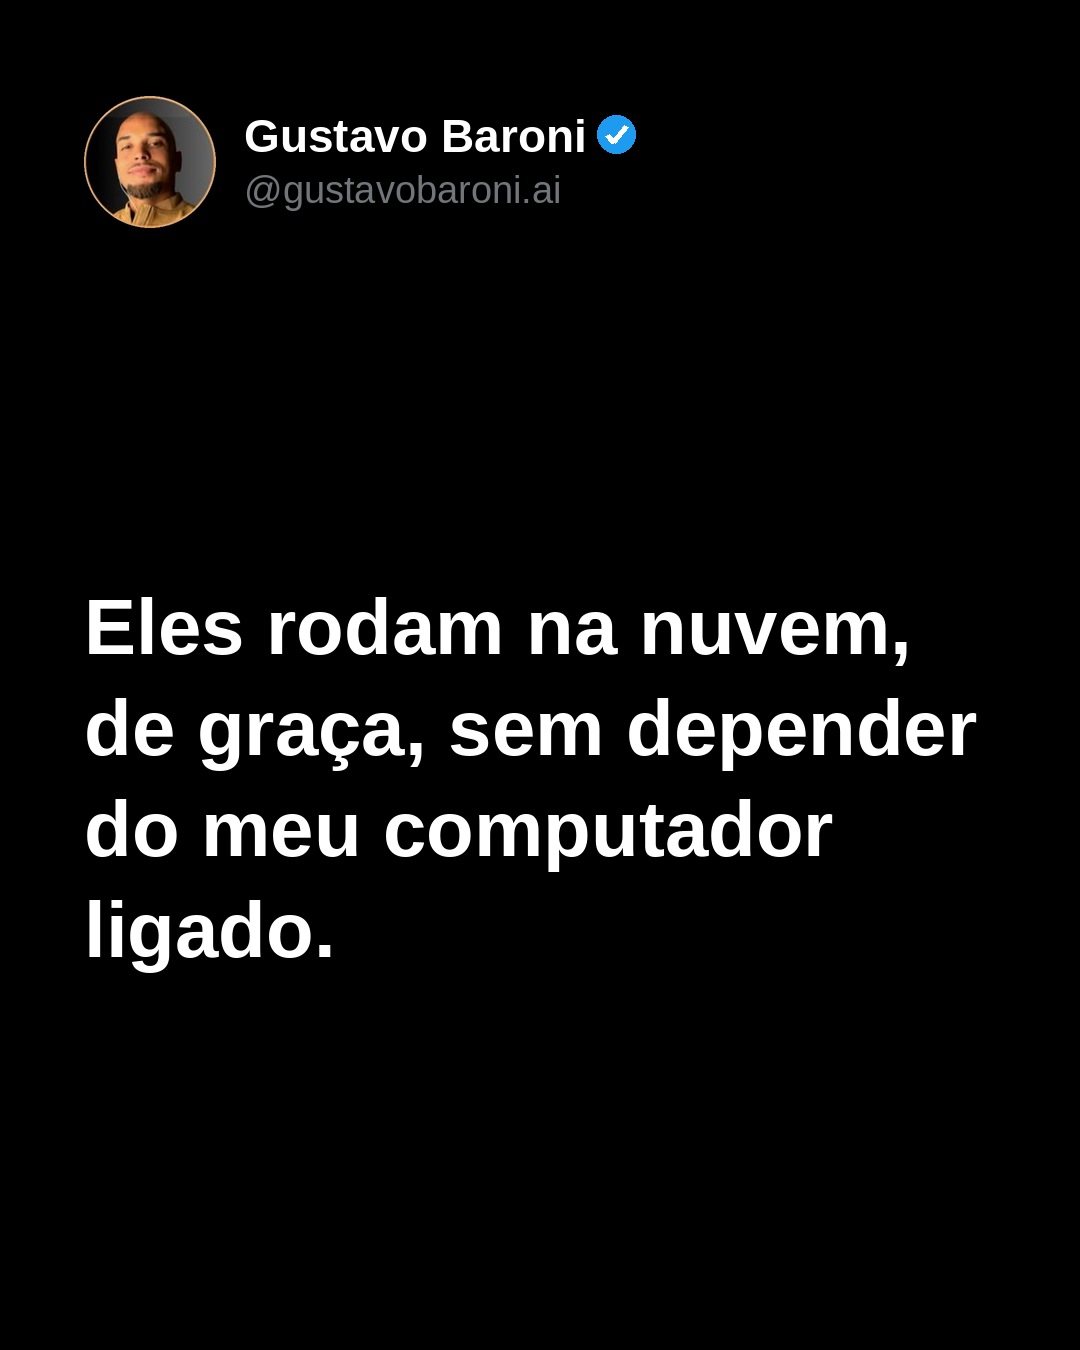 Gustavo Baroni
@gustavobaroni.ai
Eles rodam na nuvem,
de graça, sem depender
do meu computador
ligado.